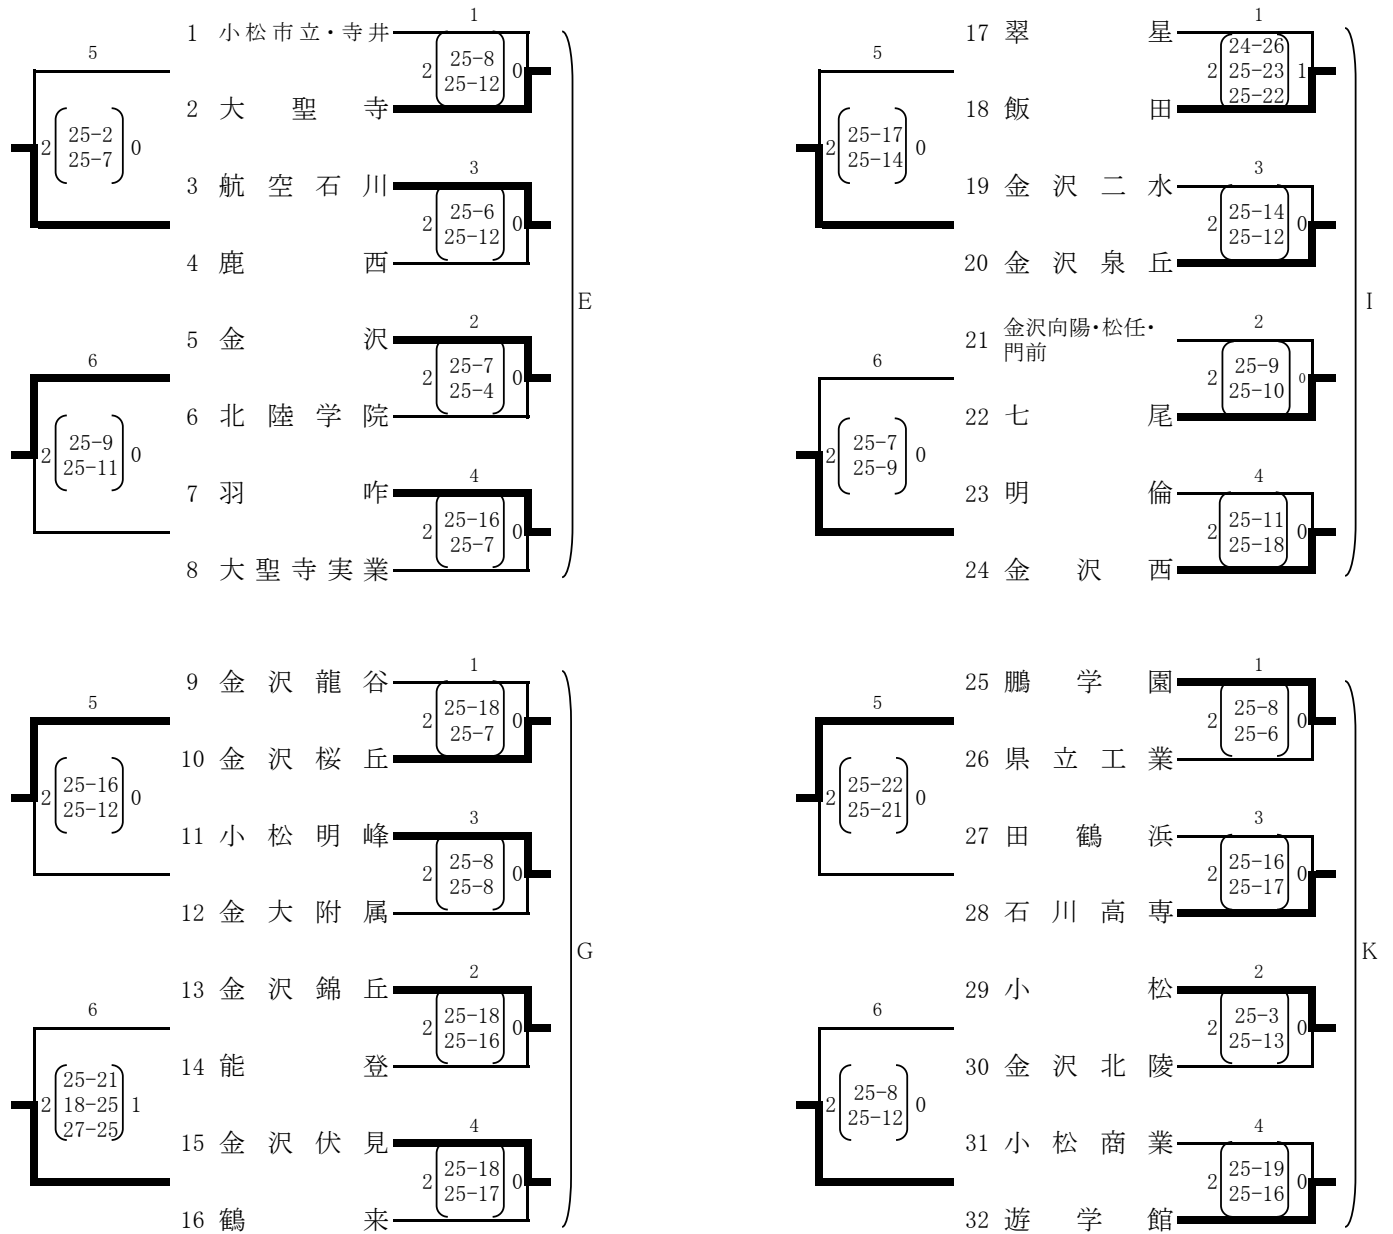 1 小松市立・寺井
2 大聖寺
3 航空石川
4 鹿西
5 金沢
6 北陸学院
7 羽咋
8 大聖寺実業
1
2 25-8 0
25-12
3
2 25-6 0
25-12
2
2 25-7 0
25-4
4
2 25-16 0
25-7
5
2 25-2 0
25-7
6
2 25-9 0
25-11
E
17 翠星
18 飯田
19 金沢二水
20 金沢泉丘
21 金沢向陽・松任・
門前
22 七尾
23 明倫
24 金沢西
1
24-26
2 25-23 1
25-22
3
2 25-14 0
25-12
2
2 25-9 0
25-10
4
2 25-11 0
25-18
5
2 25-17 0
25-14
6
2 25-7 0
25-9
I
9 金沢龍谷
10 金沢桜丘
11 小松明峰
12 金大附属
13 金沢錦丘
14 能登
15 金沢伏見
16 鶴来
1
2 25-18 0
25-7
3
2 25-8 0
25-8
2
2 25-18 0
25-16
4
2 25-18 0
25-17
5
2 25-16 0
25-12
6
25-21
2 18-25 1
27-25
G
25 鵬学園
26 県立工業
27 田鶴浜
28 石川高専
29 小松
30 金沢北陵
31 小松商業
32 遊学館
1
2 25-8 0
25-6
3
2 25-16 0
25-17
2
2 25-3 0
25-13
4
2 25-19 0
25-16
5
2 25-22 0
25-21
6
2 25-8 0
25-12
K